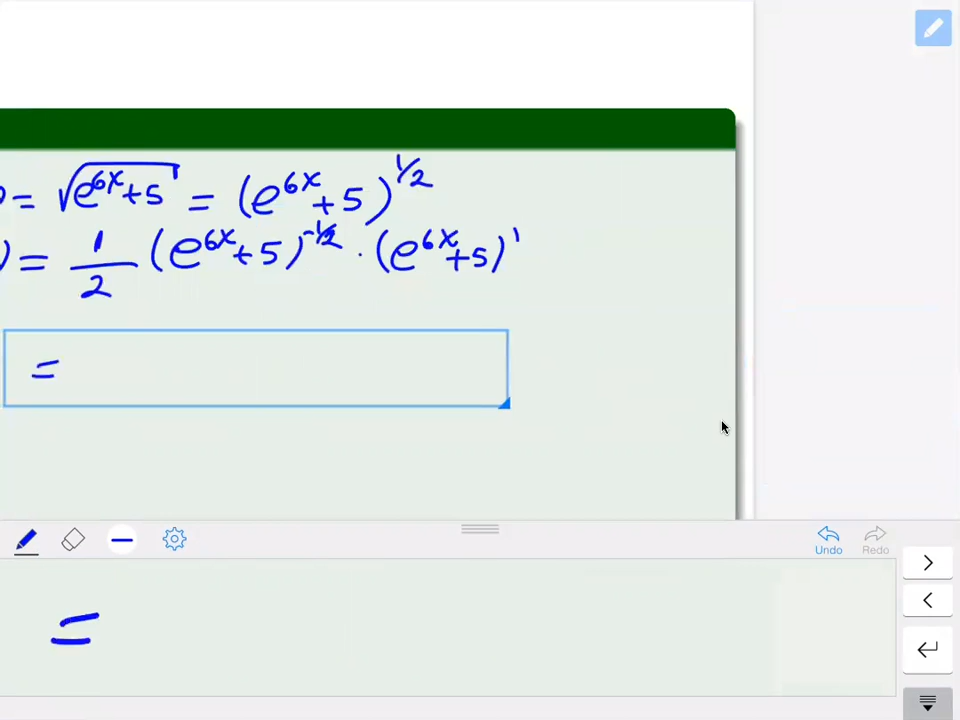 ) = √(e^{6x}+5) = (e^{6x}+5)^{1/2}
) = 1/2 (e^{6x}+5)^{-1/2} · (e^{6x}+5)'
=
Undo
Redo
=